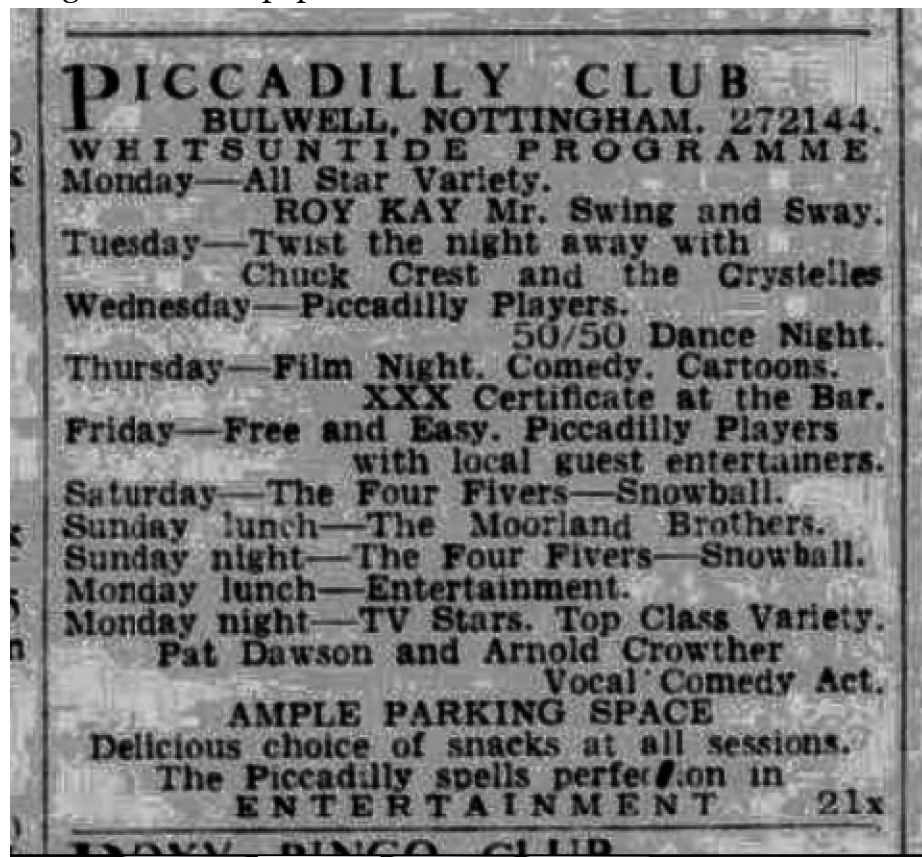 PICCADILLY CLUB
BULWELL, NOTTINGHAM. 272144.
WHITSUNTIDE PROGRAMME
Monday—All Star Variety.
ROY KAY Mr. Swing and Sway.
Tuesday—Twist the night away with
Chuck Crest and the Crystelles
Wednesday—Piccadilly Players.
50/50 Dance Night.
Thursday—Film Night. Comedy. Cartoons.
XXX Certificate at the Bar.
Friday—Free and Easy. Piccadilly Players
with local guest entertainers.
Saturday—The Four Fivers—Snowball.
Sunday lunch—The Moorland Brothers.
Sunday night—The Four Fivers—Snowball.
Monday lunch—Entertainment.
Monday night—TV Stars. Top Class Variety.
Pat Dawson and Arnold Crowther
Vocal Comedy Act.
AMPLE PARKING SPACE
Delicious choice of snacks at all sessions.
The Piccadilly spells perfection in
ENTERTAINMENT 21x
BINGO CLUB